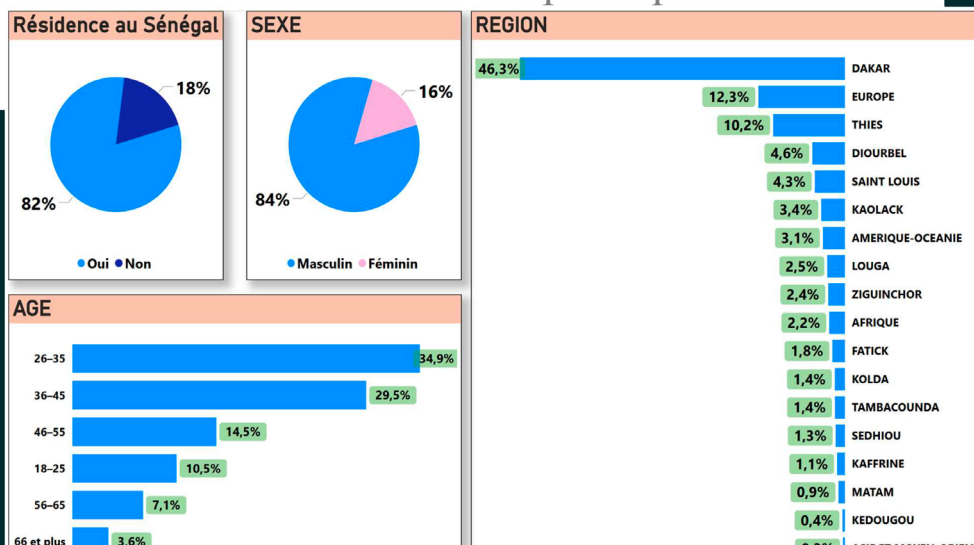 Résidence au Sénégal
18%
82%
Oui Non
SEXE
16%
84%
Masculin Féminin
AGE
26–35 34,9%
36–45 29,5%
46–55 14,5%
18–25 10,5%
56–65 7,1%
66 et plus 3,6%
REGION
46,3% DAKAR
12,3% EUROPE
10,2% THIES
4,6% DIOURBEL
4,3% SAINT LOUIS
3,4% KAOLACK
3,1% AMERIQUE-OCEANIE
2,5% LOUGA
2,4% ZIGUINCHOR
2,2% AFRIQUE
1,8% FATICK
1,4% KOLDA
1,4% TAMBACOUNDA
1,3% SEDHIOU
1,1% KAFFRINE
0,9% MATAM
0,4% KEDOUGOU